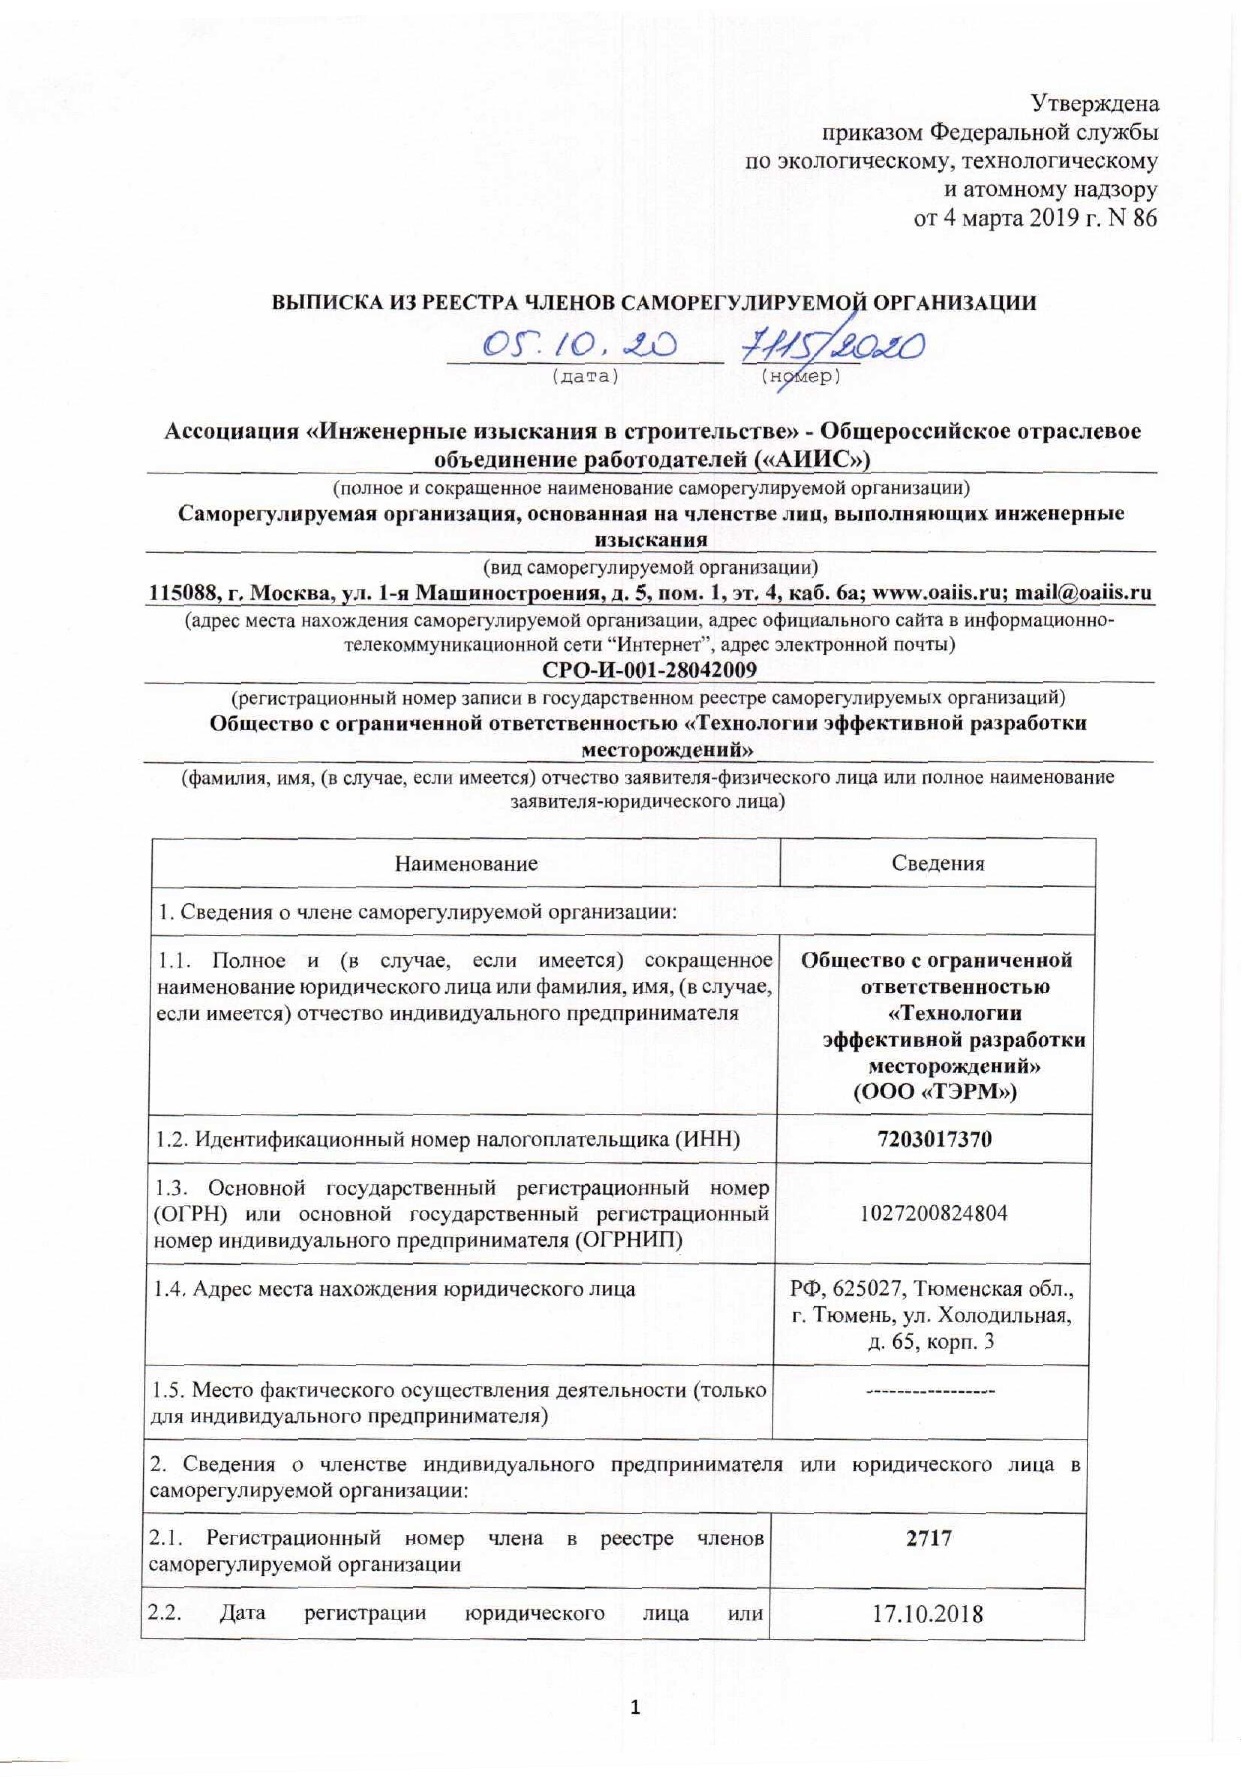 Утверждена
приказом Федеральной службы
по экологическому, технологическому
и атомному надзору
от 4 марта 2019 г. N 86
ВЫПИСКА ИЗ РЕЕСТРА ЧЛЕНОВ САМОРЕГУЛИРУЕМОЙ ОРГАНИЗАЦИИ
05.10.20 7115/2020
(дата) (номер)
Ассоциация «Инженерные изыскания в строительстве» - Общероссийское отраслевое
объединение работодателей («АИИС»)
(полное и сокращенное наименование саморегулируемой организации)
Саморегулируемая организация, основанная на членстве лиц, выполняющих инженерные
изыскания
(вид саморегулируемой организации)
115088, г. Москва, ул. 1-я Машиностроения, д. 5, пом. 1, эт. 4, каб. 6а; www.oaiis.ru; mail@oaiis.ru
(адрес места нахождения саморегулируемой организации, адрес официального сайта в информационно-
телекоммуникационной сети “Интернет”, адрес электронной почты)
СРО-И-001-28042009
(регистрационный номер записи в государственном реестре саморегулируемых организаций)
Общество с ограниченной ответственностью «Технологии эффективной разработки
месторождений»
(фамилия, имя, (в случае, если имеется) отчество заявителя-физического лица или полное наименование
заявителя-юридического лица)
Наименование Сведения
1. Сведения о члене саморегулируемой организации:
1.1. Полное и (в случае, если имеется) сокращенное
наименование юридического лица или фамилия, имя, (в случае,
если имеется) отчество индивидуального предпринимателя
Общество с ограниченной
ответственностью
«Технологии
эффективной разработки
месторождений»
(ООО «ТЭРМ»)
1.2. Идентификационный номер налогоплательщика (ИНН) 7203017370
1.3. Основной государственный регистрационный номер
(ОГРН) или основной государственный регистрационный
номер индивидуального предпринимателя (ОГРНИП)
1027200824804
1.4. Адрес места нахождения юридического лица
РФ, 625027, Тюменская обл.,
г. Тюмень, ул. Холодильная,
д. 65, корп. 3
1.5. Место фактического осуществления деятельности (только
для индивидуального предпринимателя)
----------------
2. Сведения о членстве индивидуального предпринимателя или юридического лица в
саморегулируемой организации:
2.1. Регистрационный номер члена в реестре членов
саморегулируемой организации
2717
2.2. Дата регистрации юридического лица или 17.10.2018
1